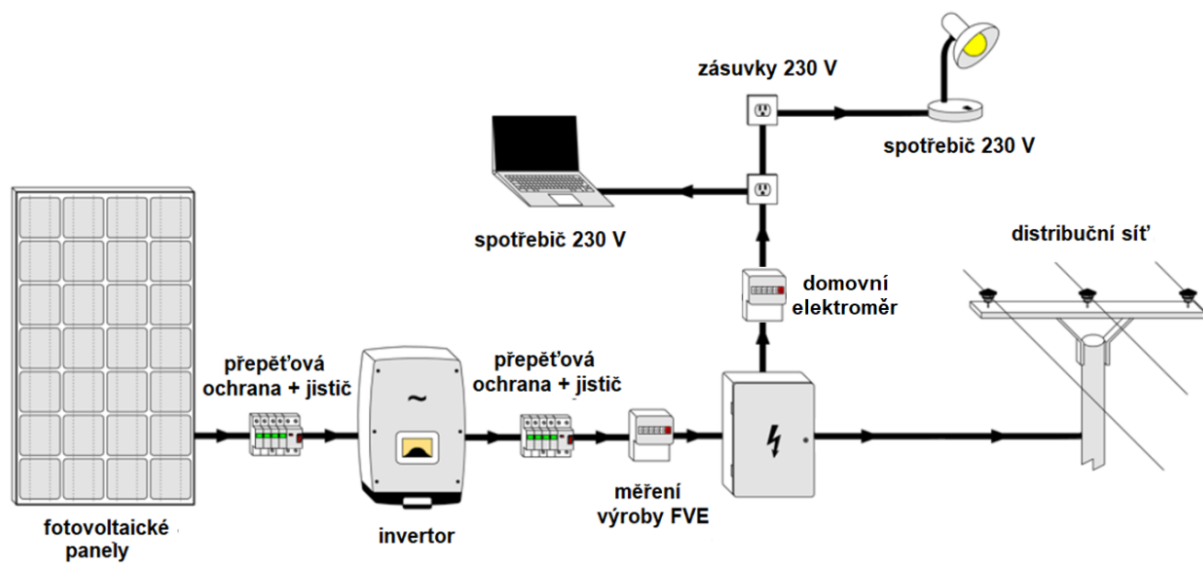 zásuvky 230 V
spotřebič 230 V
spotřebič 230 V
distribuční síť
domovní
elektroměr
přepěťová
ochrana + jistič
~
přepěťová
ochrana + jistič
fotovoltaické
panely
invertor
měření
výroby FVE